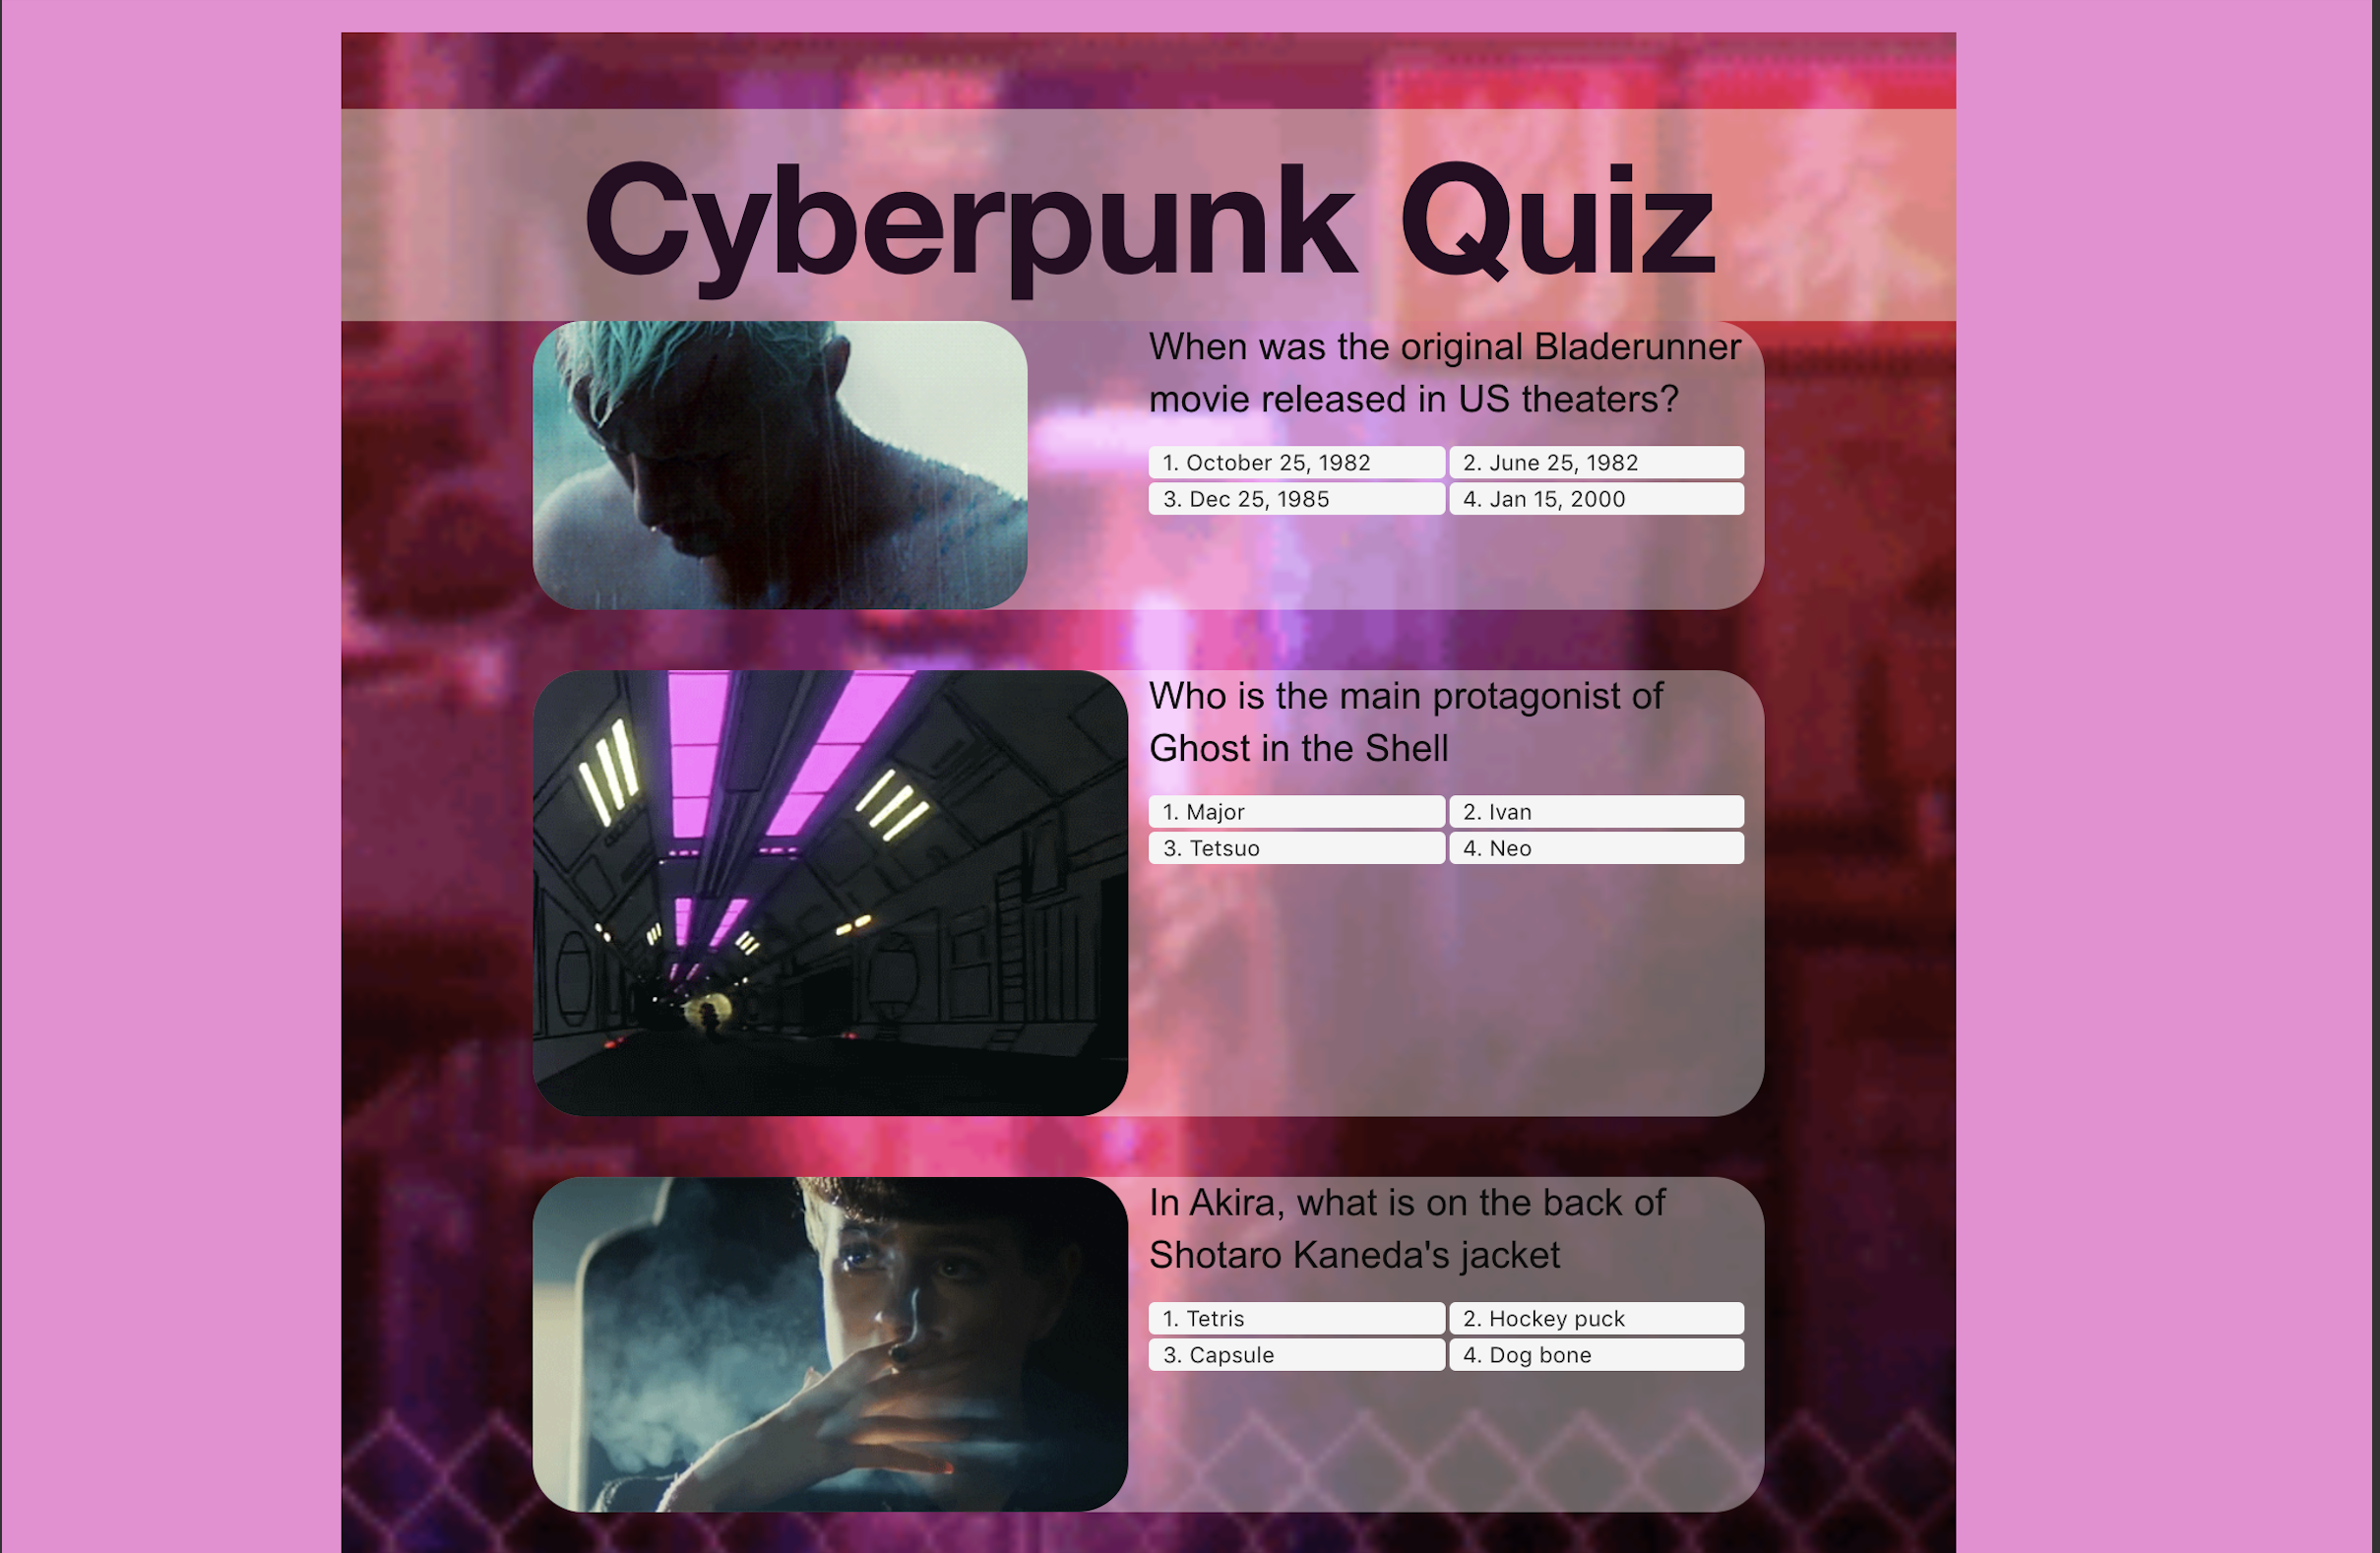 Cyberpunk Quiz
When was the original Bladerunner
movie released in US theaters?
1. October 25, 1982
2. June 25, 1982
3. Dec 25, 1985
4. Jan 15, 2000
Who is the main protagonist of
Ghost in the Shell
1. Major
2. Ivan
3. Tetsuo
4. Neo
In Akira, what is on the back of
Shotaro Kaneda's jacket
1. Tetris
2. Hockey puck
3. Capsule
4. Dog bone